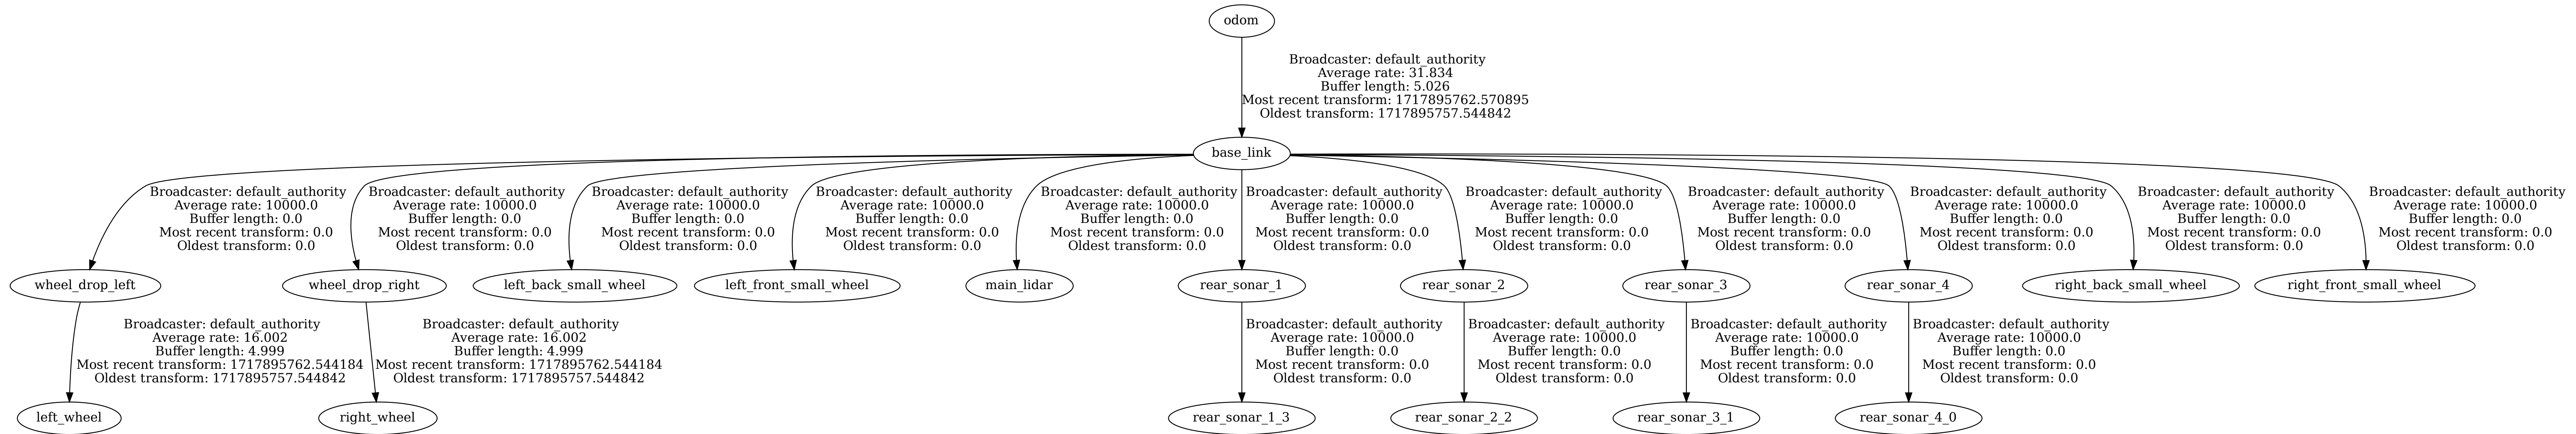 odom
Broadcaster: default_authority
Average rate: 31.834
Buffer length: 5.026
Most recent transform: 1717895762.570895
Oldest transform: 1717895757.544842
base_link
Broadcaster: default_authority
Average rate: 10000.0
Buffer length: 0.0
Most recent transform: 0.0
Oldest transform: 0.0
Broadcaster: default_authority
Average rate: 10000.0
Buffer length: 0.0
Most recent transform: 0.0
Oldest transform: 0.0
Broadcaster: default_authority
Average rate: 10000.0
Buffer length: 0.0
Most recent transform: 0.0
Oldest transform: 0.0
Broadcaster: default_authority
Average rate: 10000.0
Buffer length: 0.0
Most recent transform: 0.0
Oldest transform: 0.0
Broadcaster: default_authority
Average rate: 10000.0
Buffer length: 0.0
Most recent transform: 0.0
Oldest transform: 0.0
Broadcaster: default_authority
Average rate: 10000.0
Buffer length: 0.0
Most recent transform: 0.0
Oldest transform: 0.0
Broadcaster: default_authority
Average rate: 10000.0
Buffer length: 0.0
Most recent transform: 0.0
Oldest transform: 0.0
Broadcaster: default_authority
Average rate: 10000.0
Buffer length: 0.0
Most recent transform: 0.0
Oldest transform: 0.0
Broadcaster: default_authority
Average rate: 10000.0
Buffer length: 0.0
Most recent transform: 0.0
Oldest transform: 0.0
Broadcaster: default_authority
Average rate: 10000.0
Buffer length: 0.0
Most recent transform: 0.0
Oldest transform: 0.0
Broadcaster: default_authority
Average rate: 10000.0
Buffer length: 0.0
Most recent transform: 0.0
Oldest transform: 0.0
wheel_drop_left
wheel_drop_right
left_back_small_wheel
left_front_small_wheel
main_lidar
rear_sonar_1
rear_sonar_2
rear_sonar_3
rear_sonar_4
right_back_small_wheel
right_front_small_wheel
Broadcaster: default_authority
Average rate: 16.002
Buffer length: 4.999
Most recent transform: 1717895762.544184
Oldest transform: 1717895757.544842
Broadcaster: default_authority
Average rate: 16.002
Buffer length: 4.999
Most recent transform: 1717895762.544184
Oldest transform: 1717895757.544842
Broadcaster: default_authority
Average rate: 10000.0
Buffer length: 0.0
Most recent transform: 0.0
Oldest transform: 0.0
Broadcaster: default_authority
Average rate: 10000.0
Buffer length: 0.0
Most recent transform: 0.0
Oldest transform: 0.0
Broadcaster: default_authority
Average rate: 10000.0
Buffer length: 0.0
Most recent transform: 0.0
Oldest transform: 0.0
Broadcaster: default_authority
Average rate: 10000.0
Buffer length: 0.0
Most recent transform: 0.0
Oldest transform: 0.0
left_wheel
right_wheel
rear_sonar_1_3
rear_sonar_2_2
rear_sonar_3_1
rear_sonar_4_0